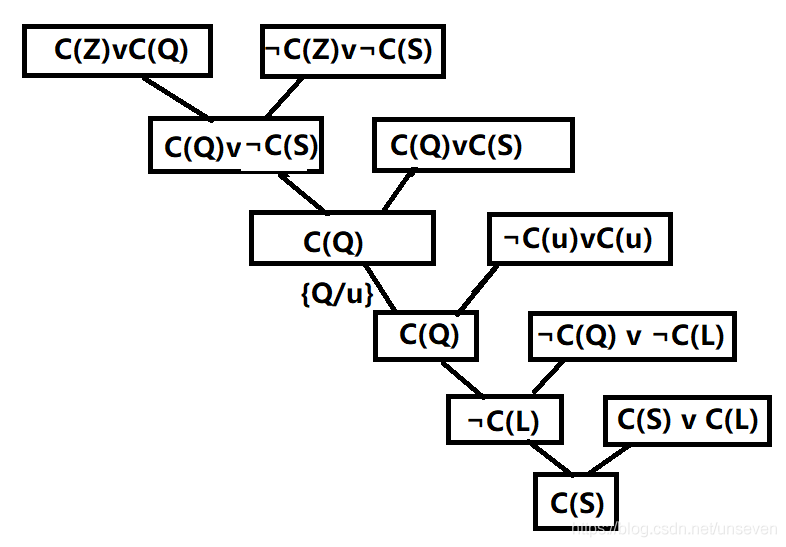 C(Z)vC(Q)
¬C(Z)v¬C(S)
C(Q)v¬C(S)
C(Q)vC(S)
C(Q)
¬C(u)vC(u)
{Q/u}
C(Q)
¬C(Q) v ¬C(L)
¬C(L)
C(S) v C(L)
C(S)
https://blog.csdn.net/unseven